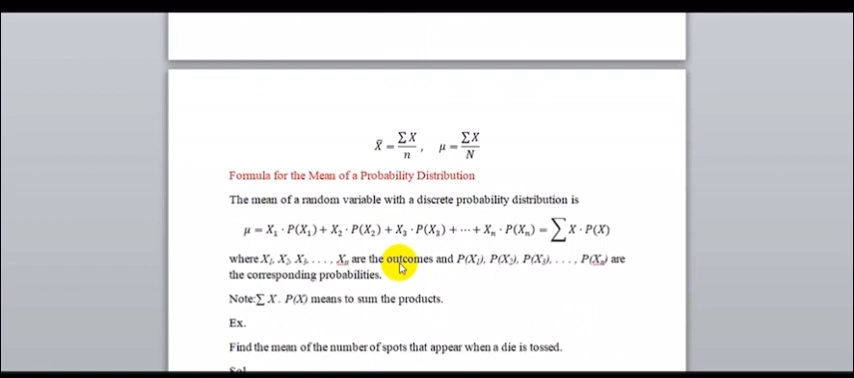 X̄ = ∑X / n ,   μ = ∑X / N
Formula for the Mean of a Probability Distribution
The mean of a random variable with a discrete probability distribution is
μ = X₁ · P(X₁) + X₂ · P(X₂) + X₃ · P(X₃) + ⋯ + Xₙ · P(Xₙ) = ∑ X · P(X)
where X₁, X₂, X₃, . . . , Xₙ are the outcomes and P(X₁), P(X₂), P(X₃), . . . , P(Xₙ) are
the corresponding probabilities.
Note:∑ X . P(X) means to sum the products.
Ex.
Find the mean of the number of spots that appear when a die is tossed.
Sol